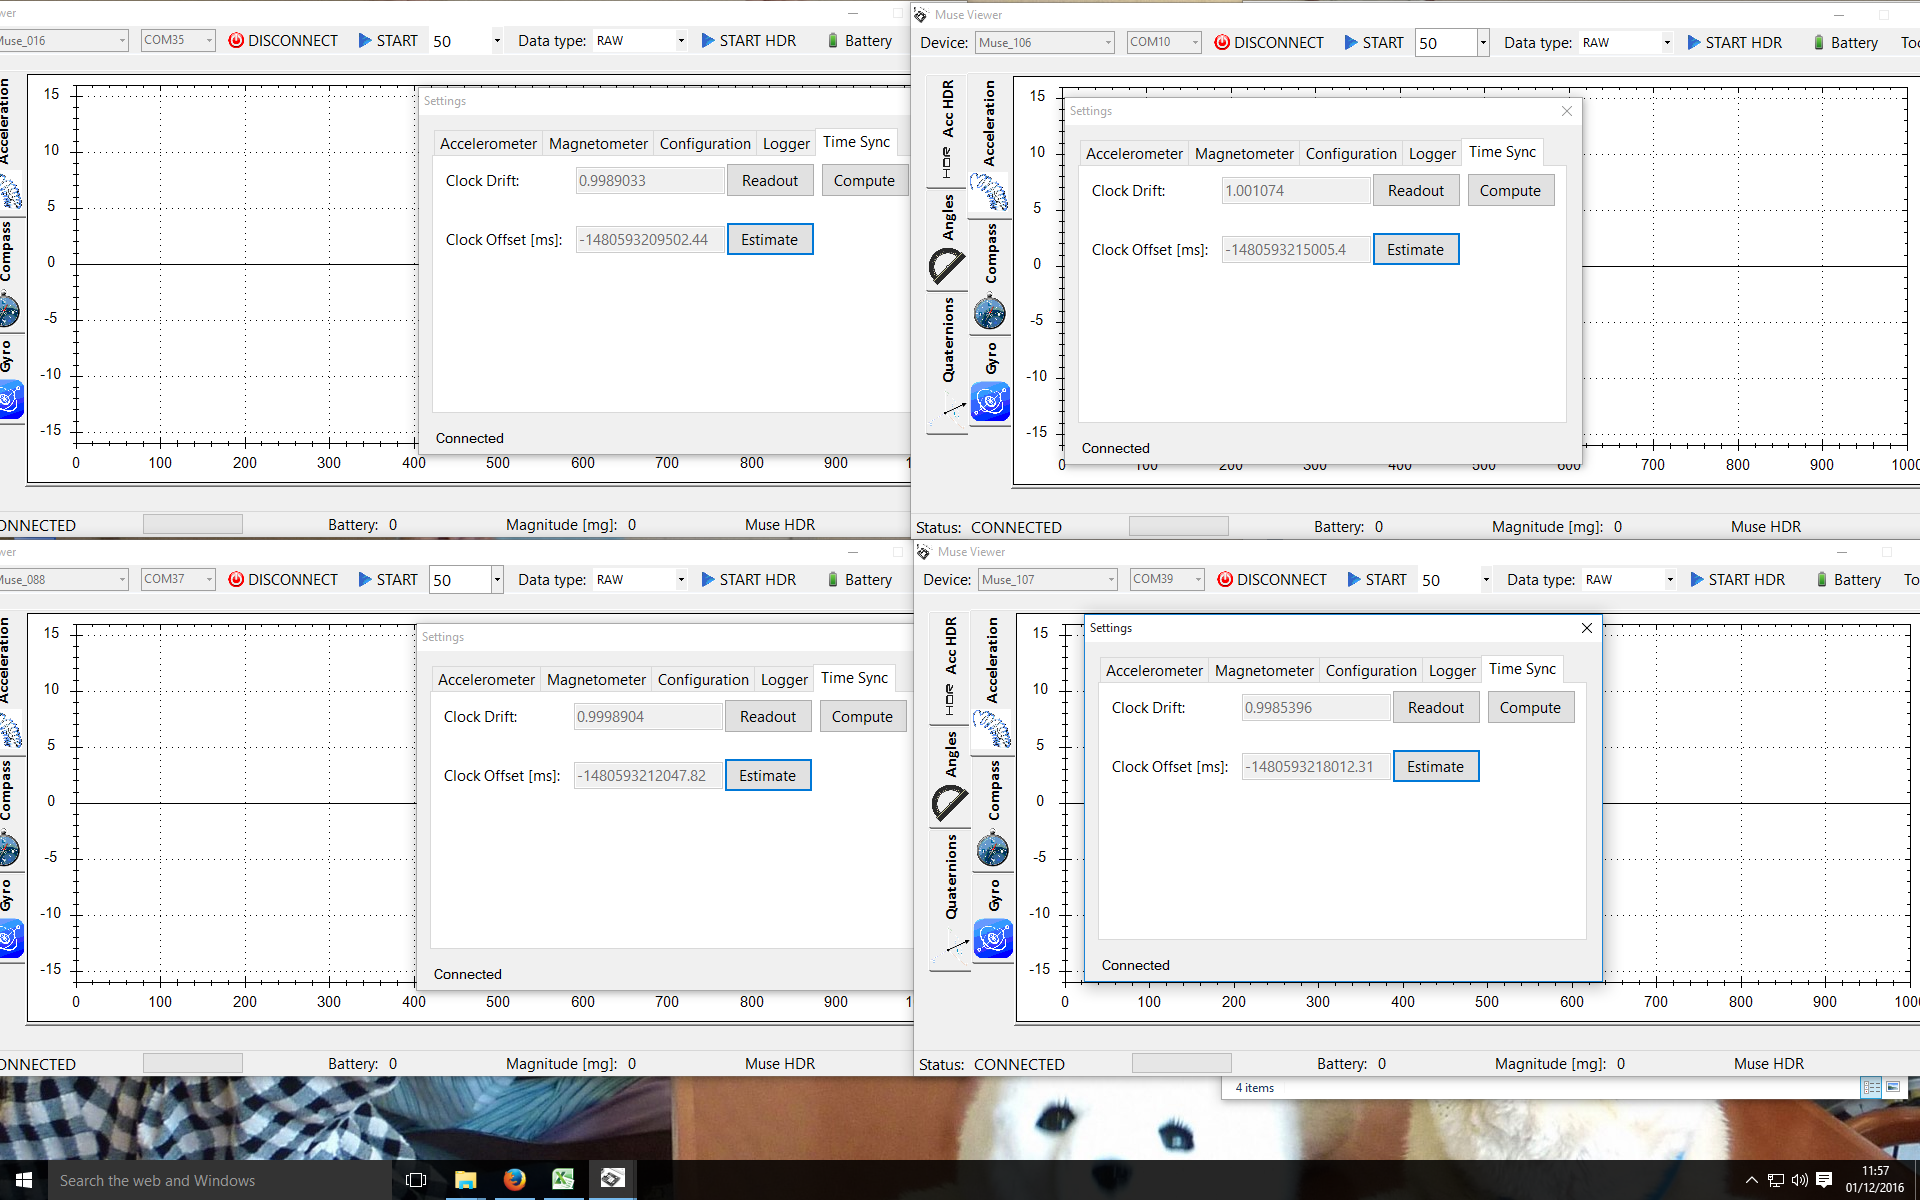 ewer
Muse_016 COM35 DISCONNECT START 50 Data type: RAW START HDR Battery
Acceleration
Compass
Gyro
15
10
5
0
-5
-10
-15
0 100 200 300 400 500 600 700 800 900 1
Settings
Accelerometer Magnetometer Configuration Logger Time Sync
Clock Drift: 0.9989033 Readout Compute
Clock Offset [ms]: -1480593209502.44 Estimate
Connected
ONNECTED Battery: 0 Magnitude [mg]: 0 Muse HDR
Muse Viewer
Device: Muse_106 COM10 DISCONNECT START 50 Data type: RAW START HDR Battery Too
HDR Acc HDR
Angles
Quaternions
Acceleration
Compass
Gyro
15
10
5
0
-5
-10
-15
0 100 200 300 400 500 600 700 800 900 1000
Settings
Accelerometer Magnetometer Configuration Logger Time Sync
Clock Drift: 1.001074 Readout Compute
Clock Offset [ms]: -1480593215005.4 Estimate
Connected
Status: CONNECTED Battery: 0 Magnitude [mg]: 0 Muse HDR
ewer
Muse_088 COM37 DISCONNECT START 50 Data type: RAW START HDR Battery
Acceleration
Compass
Gyro
15
10
5
0
-5
-10
-15
0 100 200 300 400 500 600 700 800 900 1
Settings
Accelerometer Magnetometer Configuration Logger Time Sync
Clock Drift: 0.9998904 Readout Compute
Clock Offset [ms]: -1480593212047.82 Estimate
Connected
ONNECTED Battery: 0 Magnitude [mg]: 0 Muse HDR
Muse Viewer
Device: Muse_107 COM39 DISCONNECT START 50 Data type: RAW START HDR Battery To
HDR Acc HDR
Angles
Quaternions
Acceleration
Compass
Gyro
15
10
5
0
-5
-10
-15
0 100 200 300 400 500 600 700 800 900 1000
Settings
Accelerometer Magnetometer Configuration Logger Time Sync
Clock Drift: 0.9985396 Readout Compute
Clock Offset [ms]: -1480593218012.31 Estimate
Connected
Status: CONNECTED Battery: 0 Magnitude [mg]: 0 Muse HDR
4 items
Search the web and Windows
11:57
01/12/2016